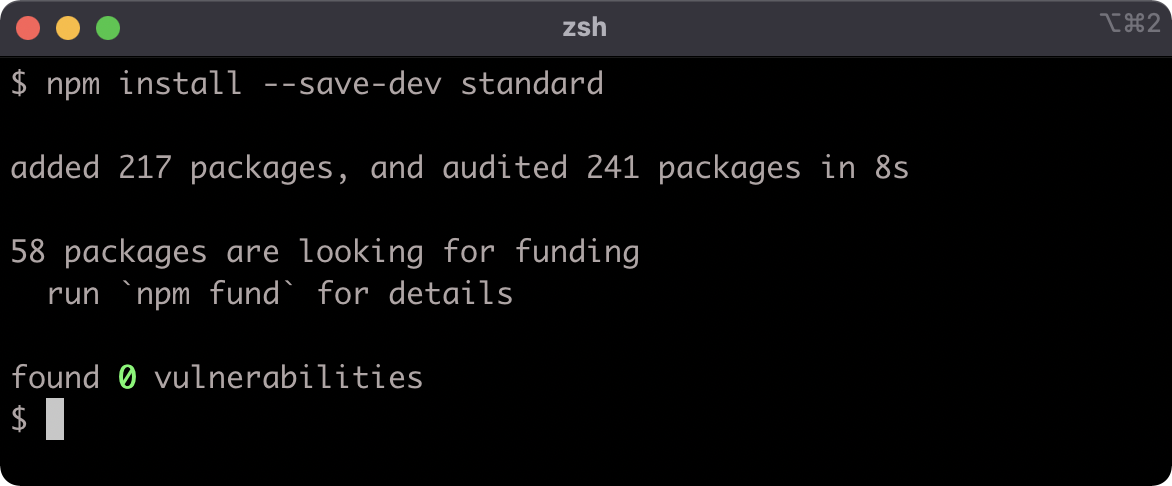 zsh
⌥⌘2
$ npm install --save-dev standard
added 217 packages, and audited 241 packages in 8s
58 packages are looking for funding
  run `npm fund` for details
found 0 vulnerabilities
$